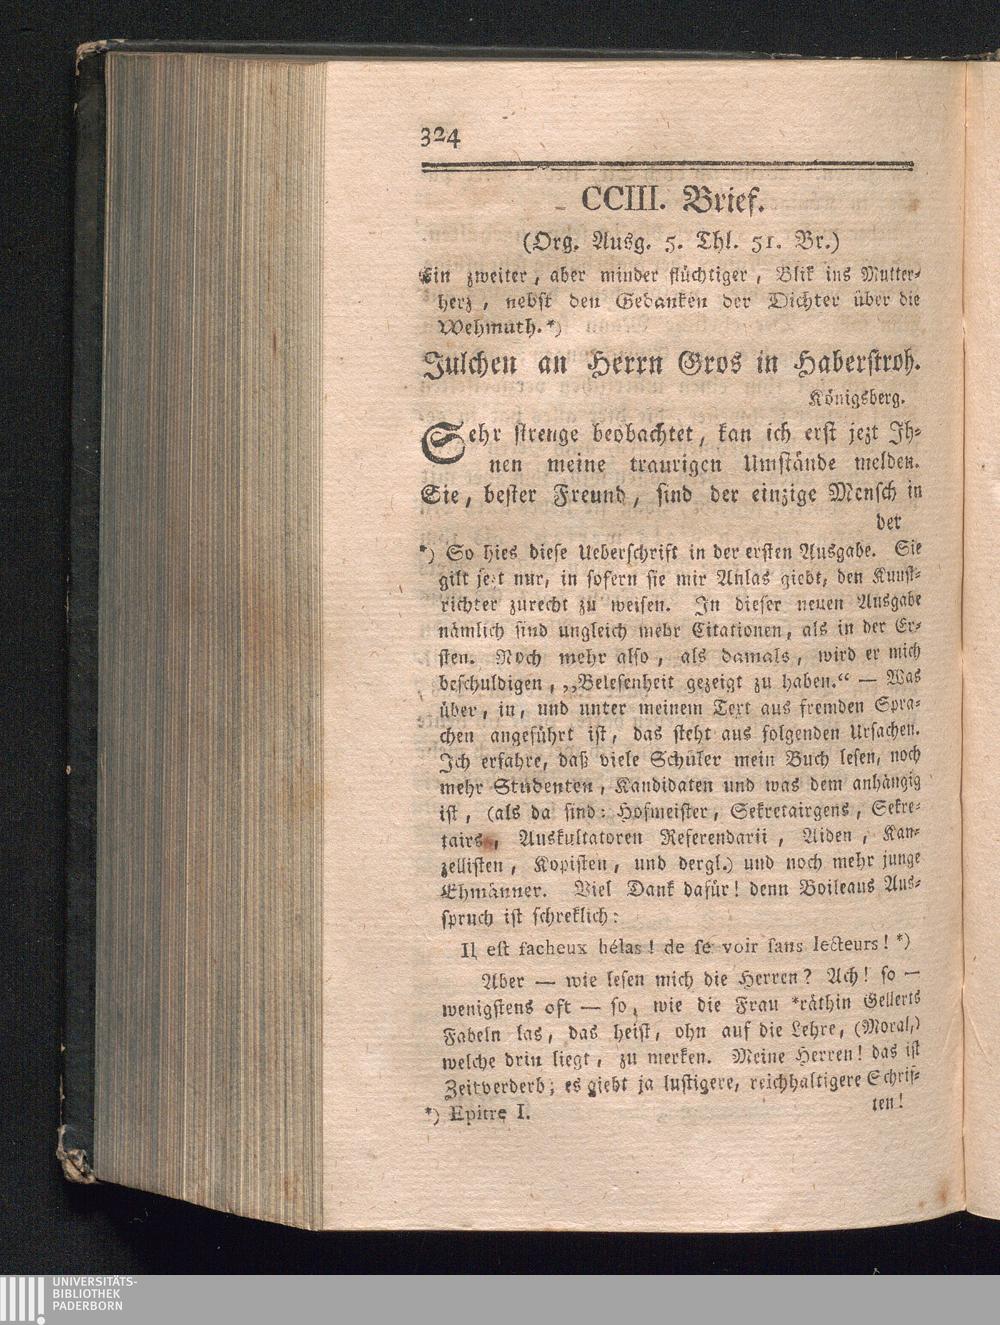 324
CCIII. Brief.
(Org. Ausg. 5. Thl. 51. Br.)
Ein zweiter, aber minder flüchtiger, Blik ins Mutter-
herz, nebst den Gedanken der Dichter über die
Wehmuth.*)
Julchen an Herrn Gros in Haberstroh.
Königsberg.
Sehr strenge beobachtet, kan ich erst jezt Ih-
nen meine traurigen Umstände melden.
Sie, bester Freund, sind der einzige Mensch in
der
*) So hies diese Ueberschrift in der ersten Ausgabe. Sie
gilt jezt nur, in sofern sie mir Anlas giebt, den Kunst-
richter zurecht zu weisen. In dieser neuen Ausgabe
nämlich sind ungleich mehr Citationen, als in der Er-
sten. Noch mehr also, als damals, wird er mich
beschuldigen, „Belesenheit gezeigt zu haben.“ — Was
über, in, und unter meinem Text aus fremden Spra-
chen angeführt ist, das steht aus folgenden Ursachen.
Ich erfahre, daß viele Schüler mein Buch lesen, noch
mehr Studenten, Kandidaten und was dem anhängig
ist, (als da sind: Hofmeister, Sekretairgens, Sekre-
tairs, Auskultatoren Referendarii, Aiden, Kan-
zellisten, Kopisten, und dergl.) und noch mehr junge
Ehmänner. Viel Dank dafür! denn Boileaus Aus-
spruch ist schreklich:
Il est facheux hélas! de se voir sans lecteurs! *)
Aber — wie lesen mich die Herren? Ach! so —
wenigstens oft — so, wie die Frau *räthin Gellerts
Fabeln las, das heist, ohn auf die Lehre, (Moral,)
welche drin liegt, zu merken. Meine Herren! das ist
Zeitverderb; es giebt ja lustigere, reichhaltigere Schrif-
ten!
*) Epitre I.
UNIVERSITÄTS-
BIBLIOTHEK
PADERBORN